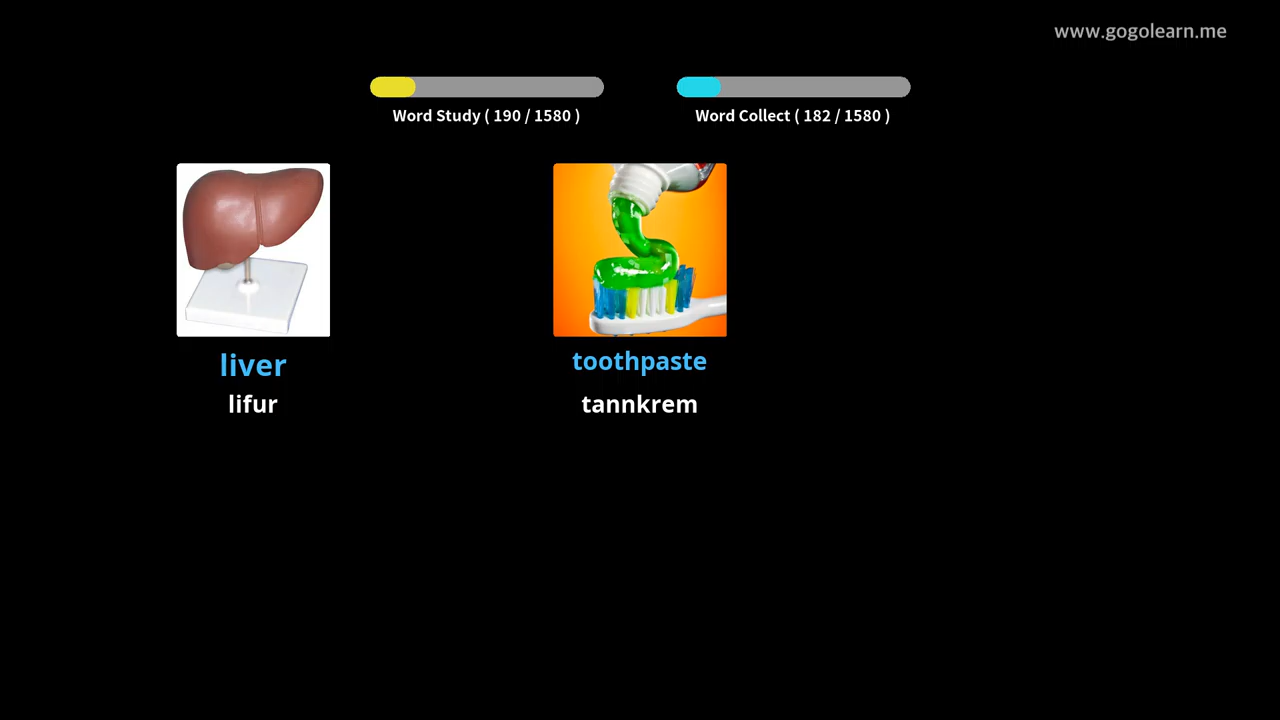 www.gogolearn.me
Word Study ( 190 / 1580 )
Word Collect ( 182 / 1580 )
liver
lifur
toothpaste
tannkrem